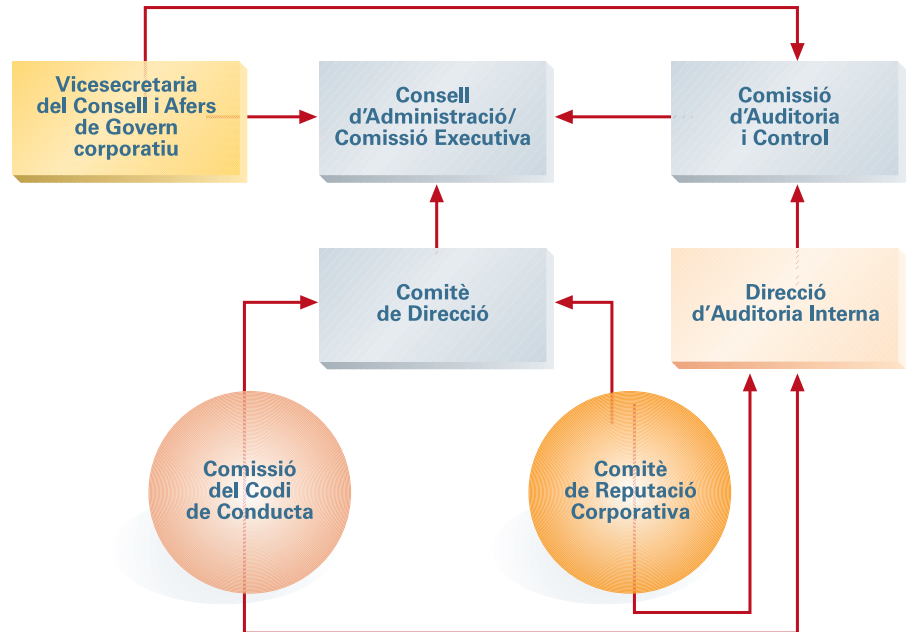 Vicesecretaria
del Consell i Afers
de Govern
corporatiu
Consell
d'Administració/
Comissió Executiva
Comissió
d'Auditoria
i Control
Comitè
de Direcció
Direcció
d'Auditoria Interna
Comissió
del Codi
de Conducta
Comitè
de Reputació
Corporativa